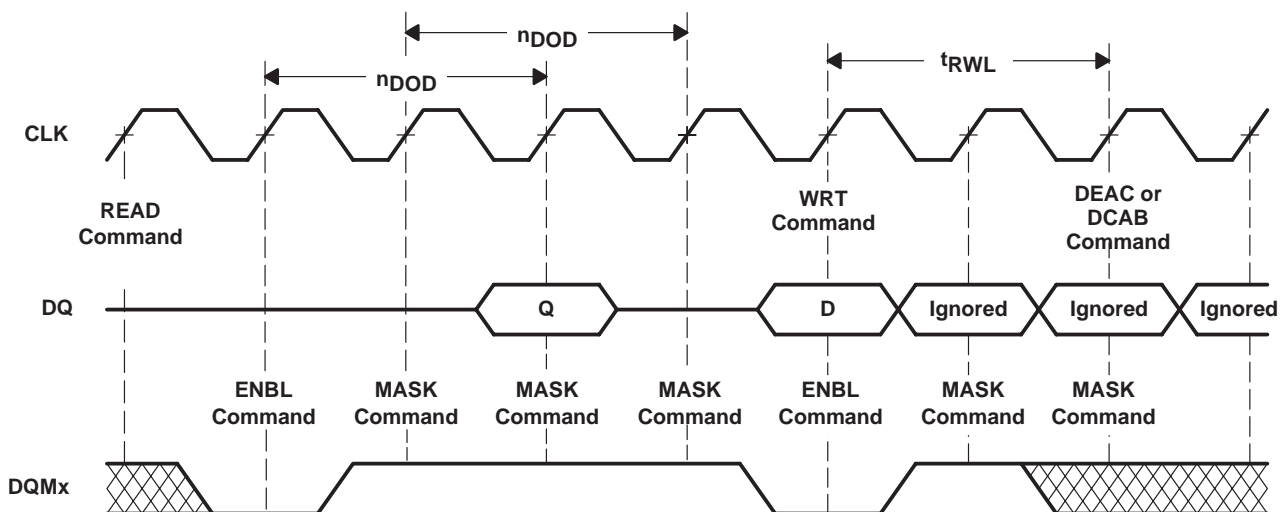 nDOD
nDOD
tRWL
CLK
READ
Command
WRT
Command
DEAC or
DCAB
Command
DQ
Q
D
Ignored
Ignored
Ignored
ENBL
Command
MASK
Command
MASK
Command
MASK
Command
ENBL
Command
MASK
Command
MASK
Command
DQMx